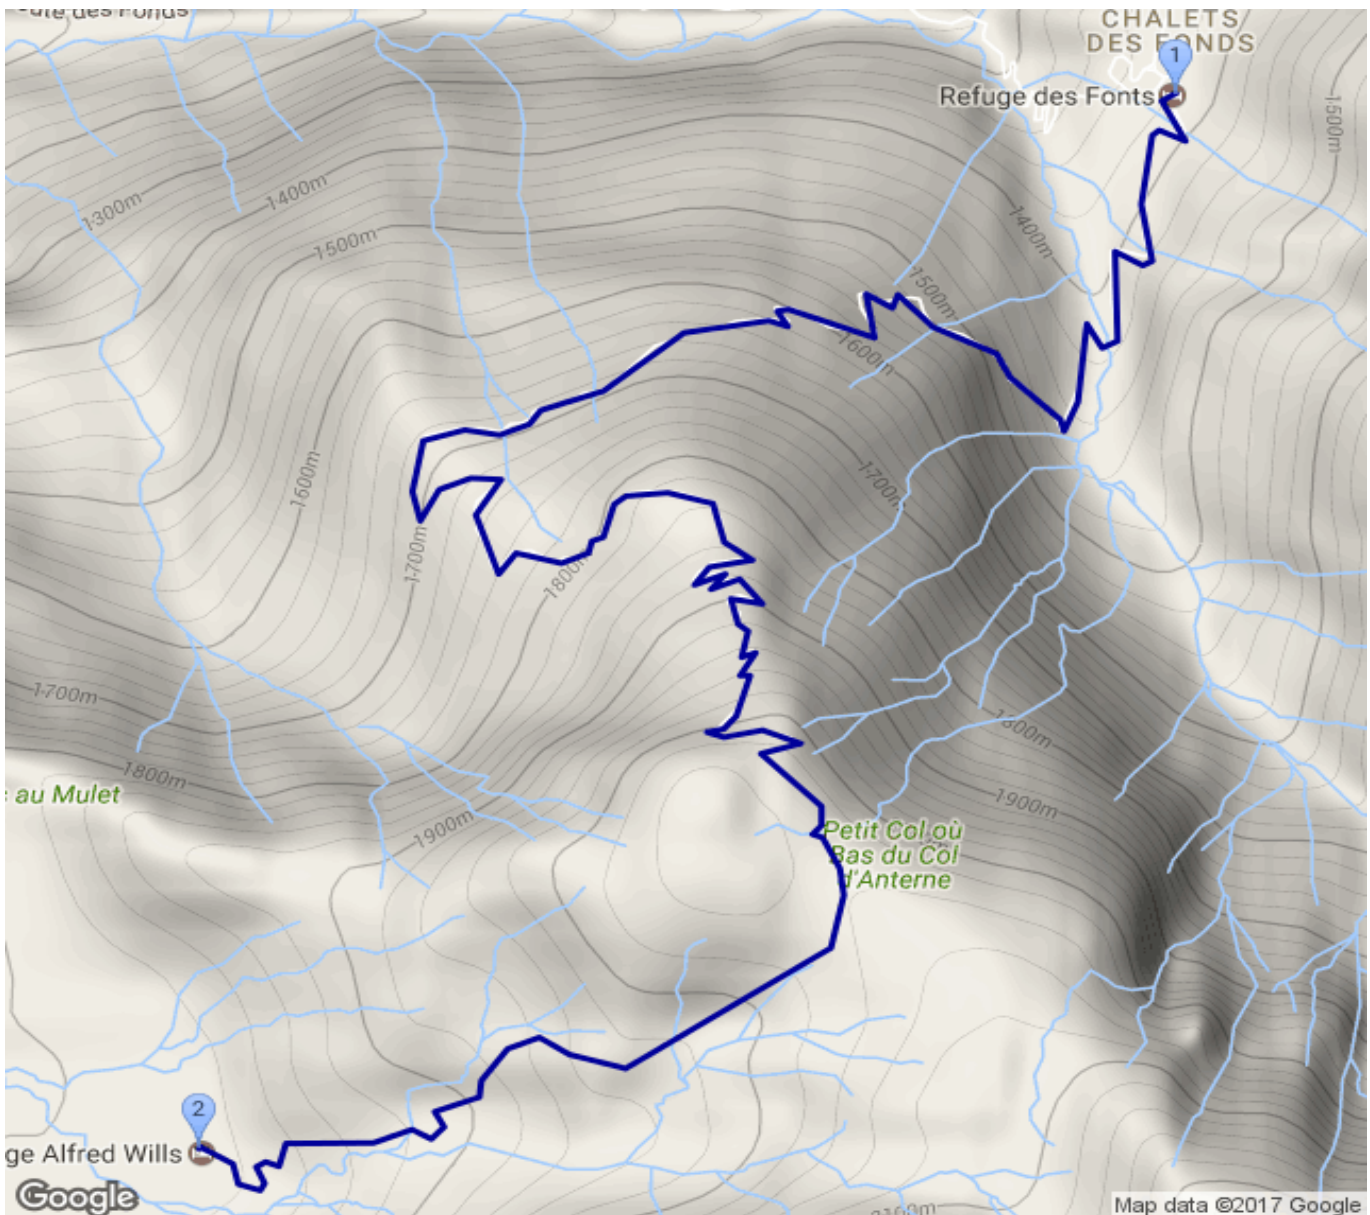 CHALETS
DES FONDS
1
Refuge des Fonts
1500m
1300m
1400m
1500m
1400m
1500m
1600m
1600m
1700m
1700m
1800m
1700m
1800m
1800m
1900m
1900m
au Mulet
Petit Col où
Bas du Col
d'Anterne
2
ge Alfred Wills
Google
Map data ©2017 Google